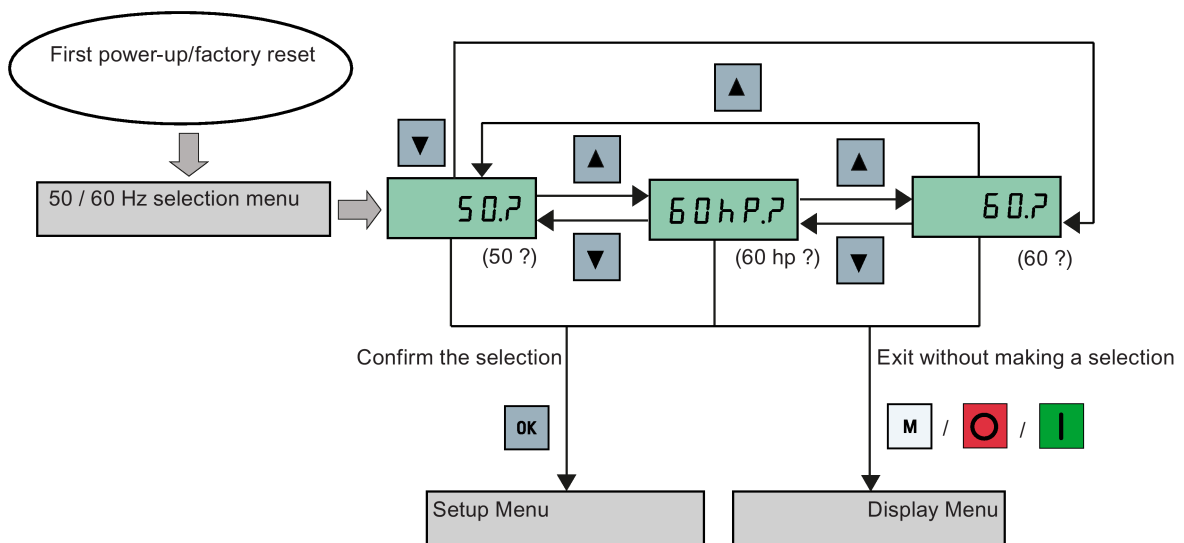 First power-up/factory reset
50 / 60 Hz selection menu
50.?
60hP.?
60.?
(50 ?)
(60 hp ?)
(60 ?)
Confirm the selection
Exit without making a selection
OK
M / O / I
Setup Menu
Display Menu